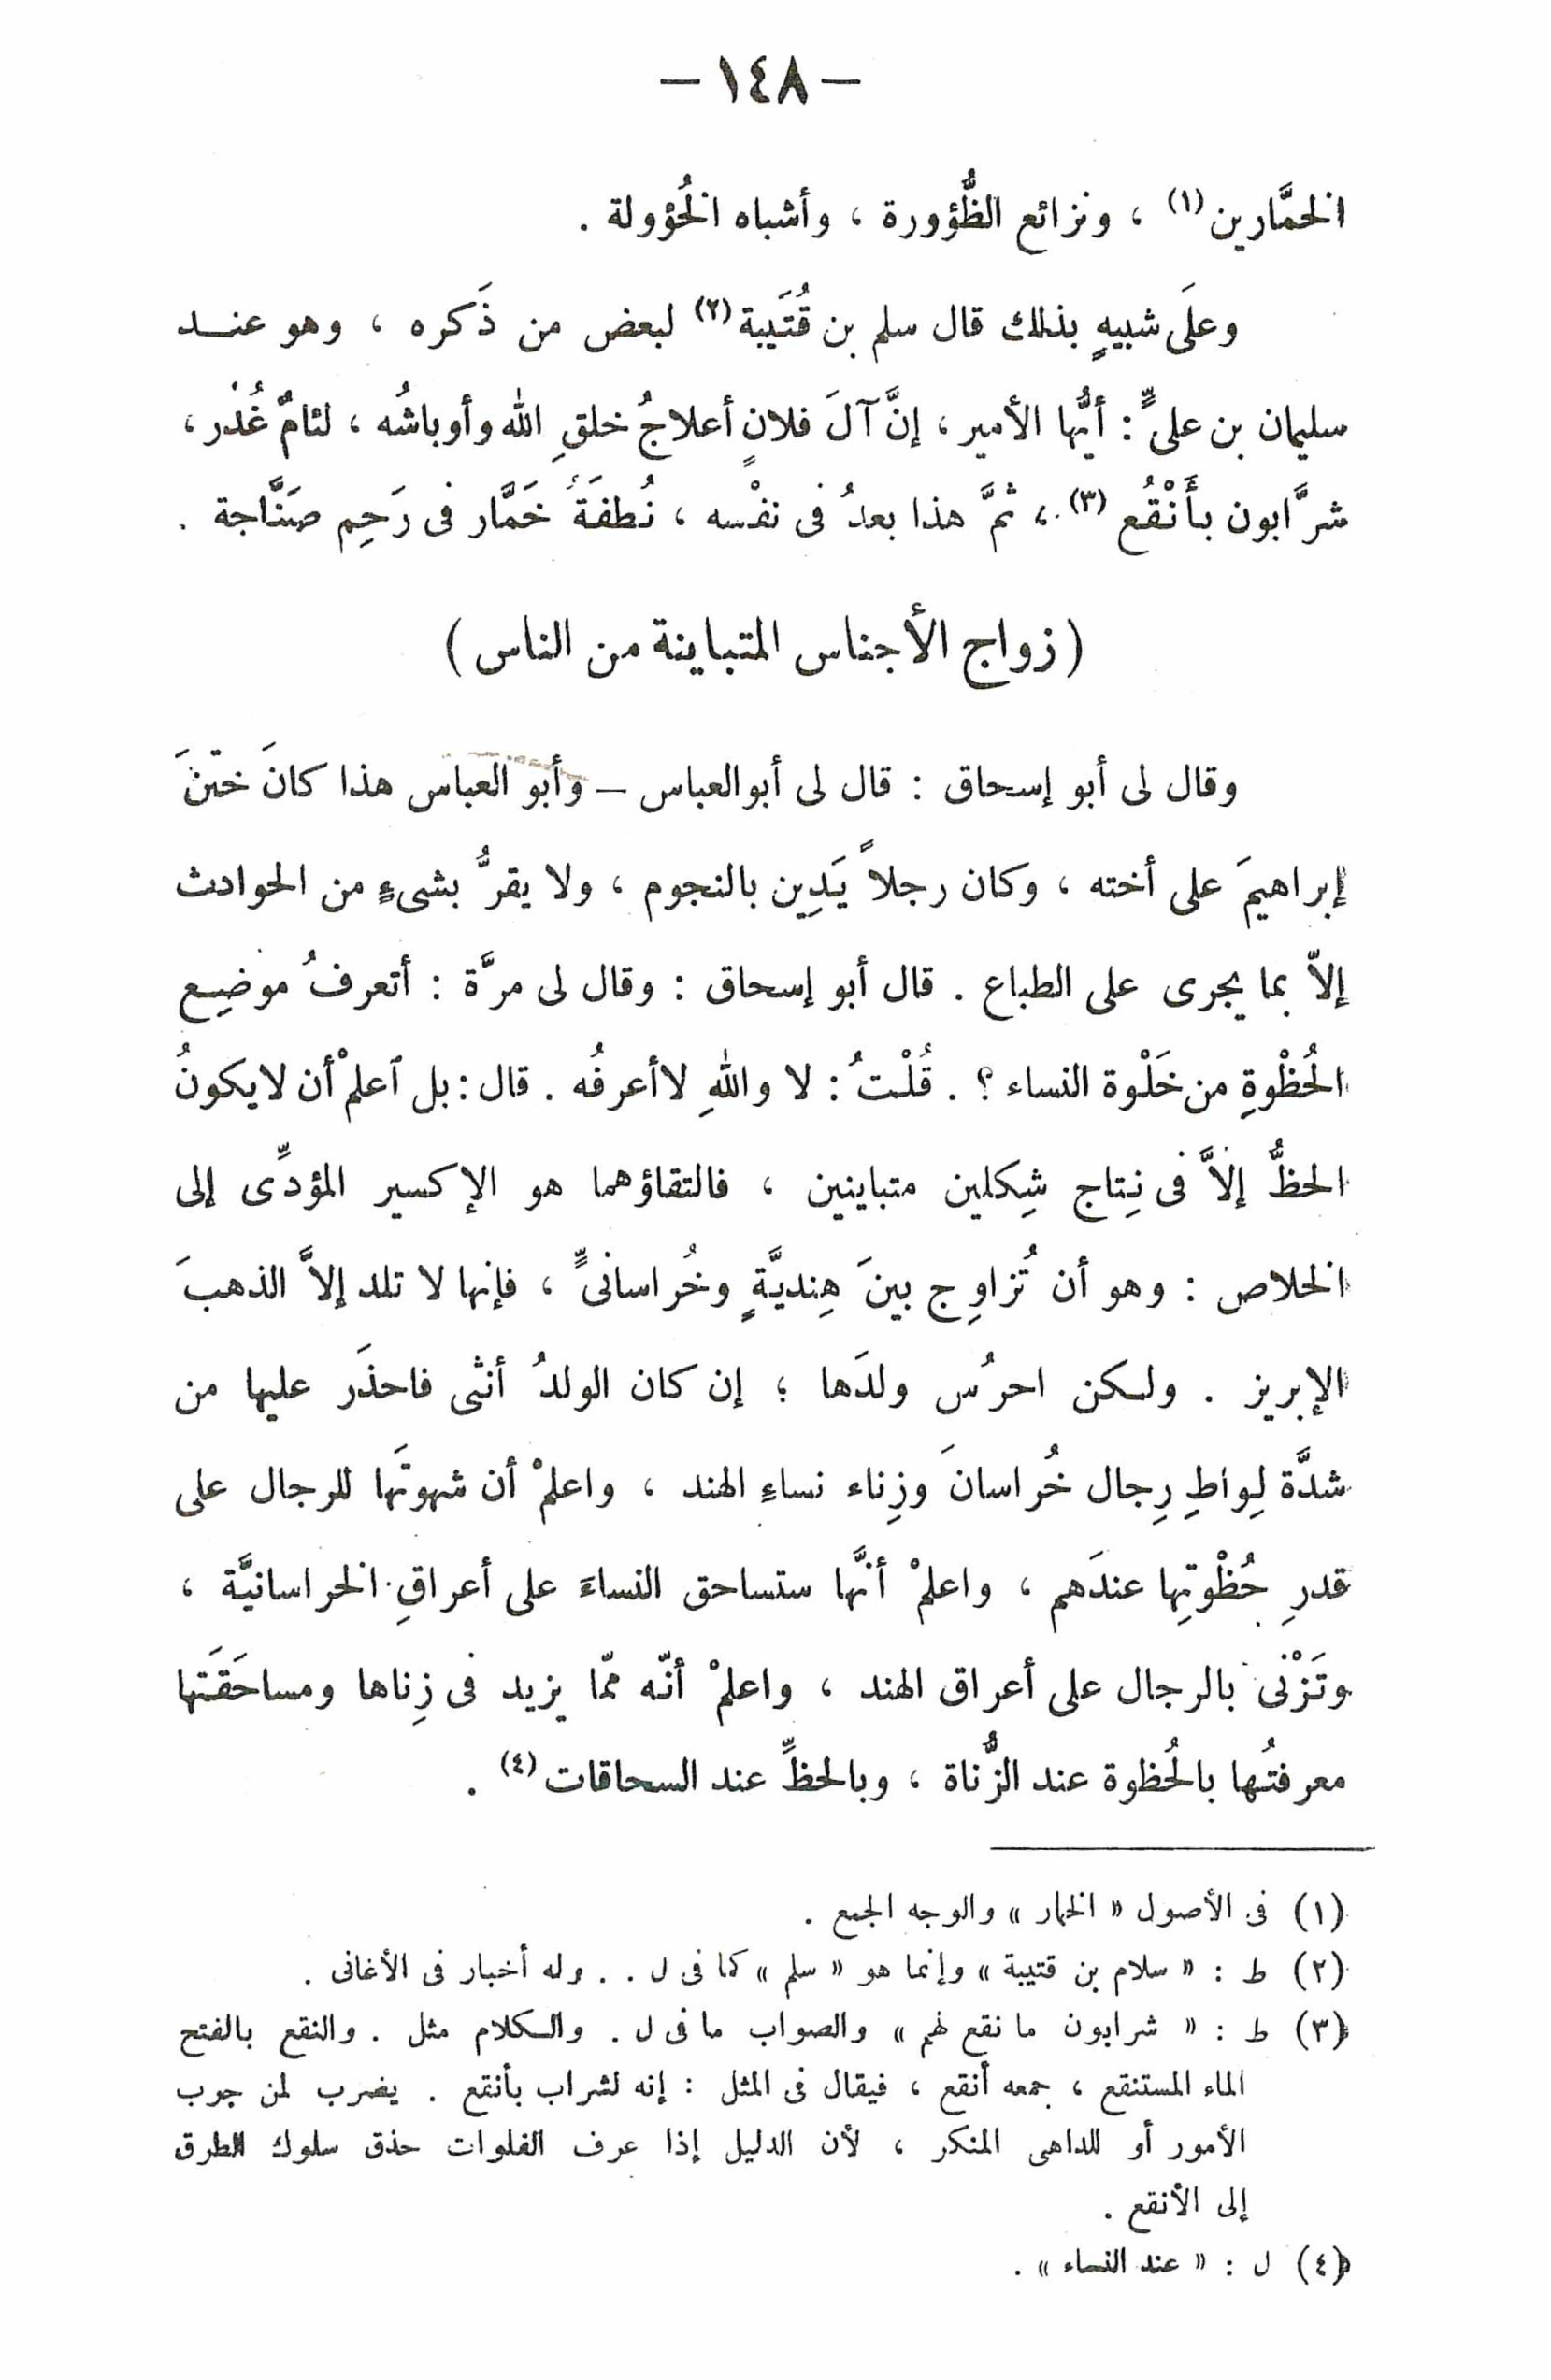 — ١٤٨ —
الخمَّارين (١) ، ونزائع الظُّؤورة ، وأشباه الخُؤولة .
وعلَى شبيهٍ بذلك قال سلم بن قُتَيبة (٢) لبعض من ذَكره ، وهو عنـد
سليمان بن علىٍّ : أيُّها الأمير ، إنَّ آلَ فلانٍ أعلاجُ خلقِ الله وأوباشُه ، لئامٌ غُدُر ،
شرَّابون بأَنْقُع (٣) ، ثمَّ هذا بعدُ فى نفْسه ، نُطفَةُ خَمَّار فى رَحِم صَنَّاجة .
( زواج الأجناس المتباينة من الناس )
وقال لى أبو إسحاق : قال لى أبوالعباس – وأبو العباس هذا كانَ ختَنَ
إبراهيمَ على أخته ، وكان رجلاً يَدِين بالنجوم ، ولا يقرُّ بشىءٍ من الحوادث
إلاّ بما يجرى على الطباع . قال أبو إسحاق : وقال لى مرَّة : أتعرفُ موضِع
الحُظْوةِ من خَلْوة النساء ؟ . قُلْتُ : لا واللهِ لاأعرفُه . قال : بل ٱعلمْ أن لايكونُ
الحظُّ إلاَّ فى نِتاج شِكلين متباينين ، فالتقاؤهما هو الإكسير المؤدِّى إلى
الخلاص : وهو أن تُزاوِج بينَ هِنديَّةٍ وخُراسانىٍّ ، فإنها لا تلد إلاَّ الذهبَ
الإبريز . ولكن احرُس ولدَها ؛ إن كان الولدُ أنثى فاحذَر عليها من
شدَّة لِواطِ رِجال خُراسانَ وزِناء نساءِ الهند ، واعلمْ أن شهوتَها للرجال على
قدرِ حُظْوتِها عندَهم ، واعلمْ أنَّها ستساحق النساءَ على أعراقِ الخراسانيَّة ،
وتَزْنى بالرجال على أعراق الهند ، واعلمْ أنّه ممّا يزيد فى زِناها ومساحَقَتها
معرفتُها بالحُظوة عند الزُّناة ، وبالحظِّ عند السحاقات (٤) .
(١) فى الأصول « الخمار » والوجه الجمع .
(٢) ط : « سلام بن قتيبة » وإنما هو « سلم » كما فى ل . . وله أخبار فى الأغانى .
(٣) ط : « شرابون ما نقع لهم » والصواب ما فى ل . والكلام مثل . والنقع بالفتح
الماء المستنقع ، جمعه أنقع ، فيقال فى المثل : إنه لشراب بأنقع . يضرب لمن جرب
الأمور أو للداهى المنكر ، لأن الدليل إذا عرف الفلوات حذق سلوك الطرق
إلى الأنقع .
(٤) ل : « عند النساء » .